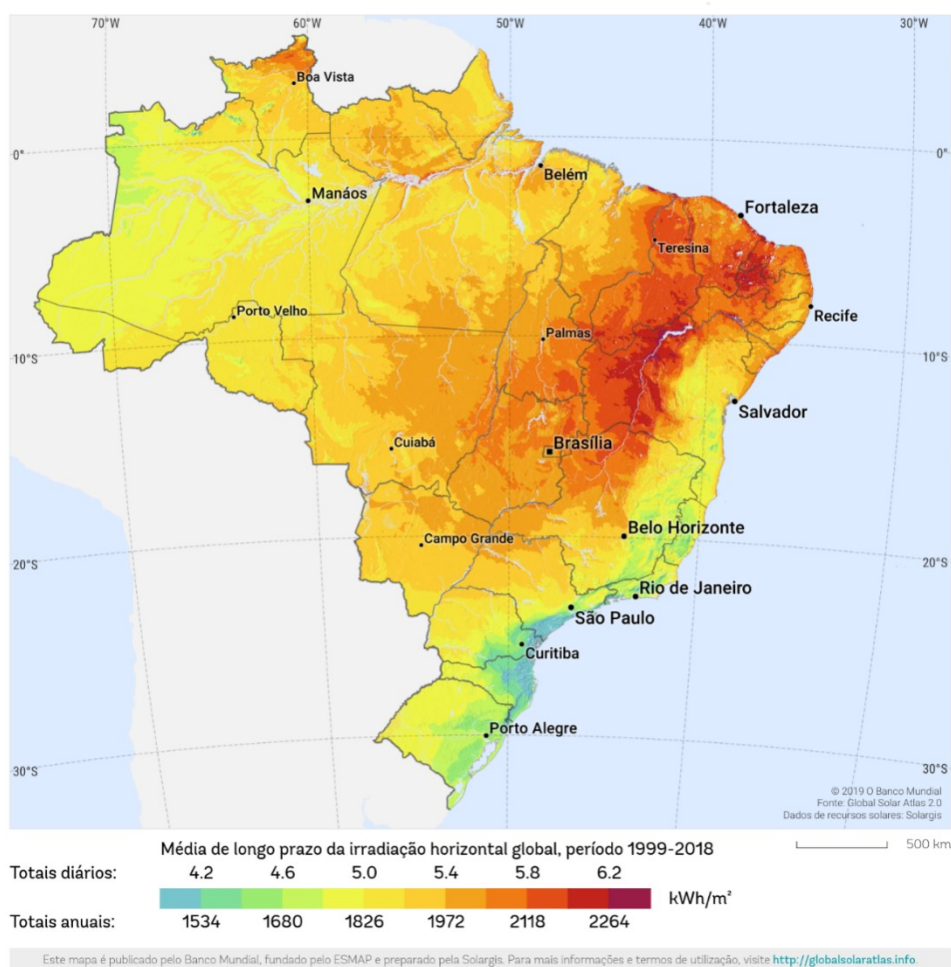 70°W 60°W 50°W 40°W 30°W
Boa Vista
0° 0°
Belém
Manáos
Fortaleza
Teresina
Porto Velho
Recife
Palmas
10°S 10°S
Salvador
Cuiabá
Brasília
Belo Horizonte
Campo Grande
20°S 20°S
Rio de Janeiro
São Paulo
Curitiba
Porto Alegre
30°S 30°S
© 2019 O Banco Mundial
Fonte: Global Solar Atlas 2.0
Dados de recursos solares: Solargis
Média de longo prazo da irradiação horizontal global, período 1999-2018
500 km
Totais diários: 4.2 4.6 5.0 5.4 5.8 6.2
kWh/m²
Totais anuais: 1534 1680 1826 1972 2118 2264
Este mapa é publicado pelo Banco Mundial, fundado pelo ESMAP e preparado pela Solargis. Para mais informações e termos de utilização, visite http://globalsolaratlas.info.